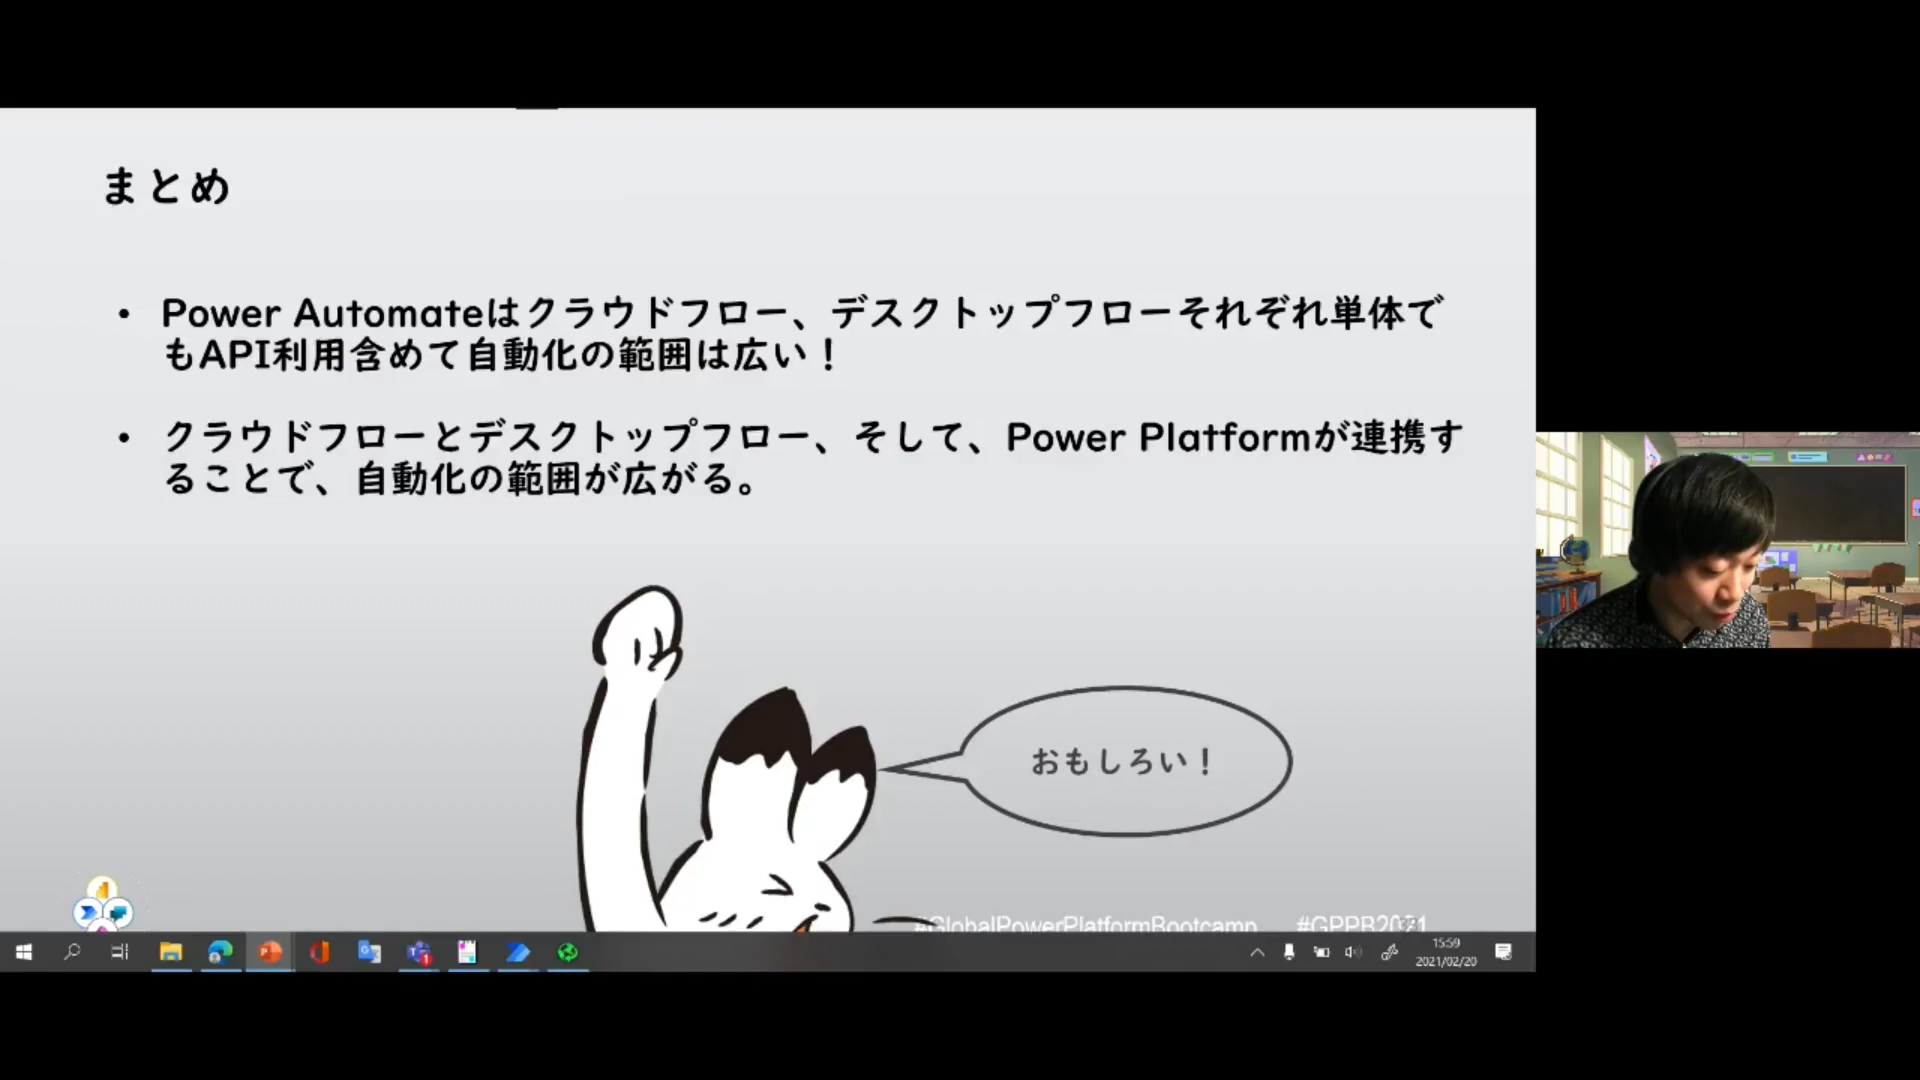 まとめ
• Power Automateはクラウドフロー、デスクトップフローそれぞれ単体で
もAPI利用含めて自動化の範囲は広い！
• クラウドフローとデスクトップフロー、そして、Power Platformが連携す
ることで、自動化の範囲が広がる。
おもしろい！
#GlobalPowerPlatformBootcamp #GPPB2021
15:59
2021/02/20